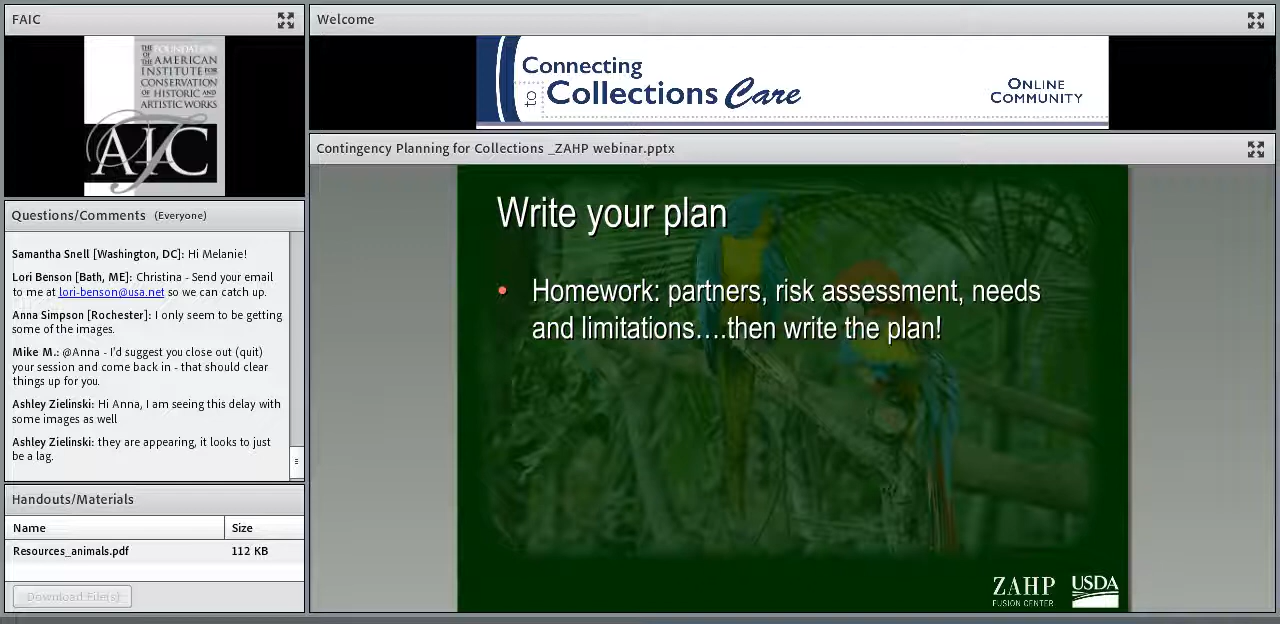 FAIC
THE FOUNDATION
OF THE AMERICAN
INSTITUTE FOR
CONSERVATION
OF HISTORIC AND
ARTISTIC WORKS
AIC
Questions/Comments (Everyone)
Samantha Snell [Washington, DC]: Hi Melanie!
Lori Benson [Bath, ME]: Christina - Send your email
to me at lori-benson@usa.net so we can catch up.
Anna Simpson [Rochester]: I only seem to be getting
some of the images.
Mike M.: @Anna - I'd suggest you close out (quit)
your session and come back in - that should clear
things up for you.
Ashley Zielinski: Hi Anna, I am seeing this delay with
some images as well
Ashley Zielinski: they are appearing, it looks to just
be a lag.
Handouts/Materials
Name Size
Resources_animals.pdf 112 KB
Download File(s)
Welcome
Connecting
to Collections Care
ONLINE
COMMUNITY
Contingency Planning for Collections _ZAHP webinar.pptx
Write your plan
• Homework: partners, risk assessment, needs
and limitations....then write the plan!
ZAHP
FUSION CENTER
USDA